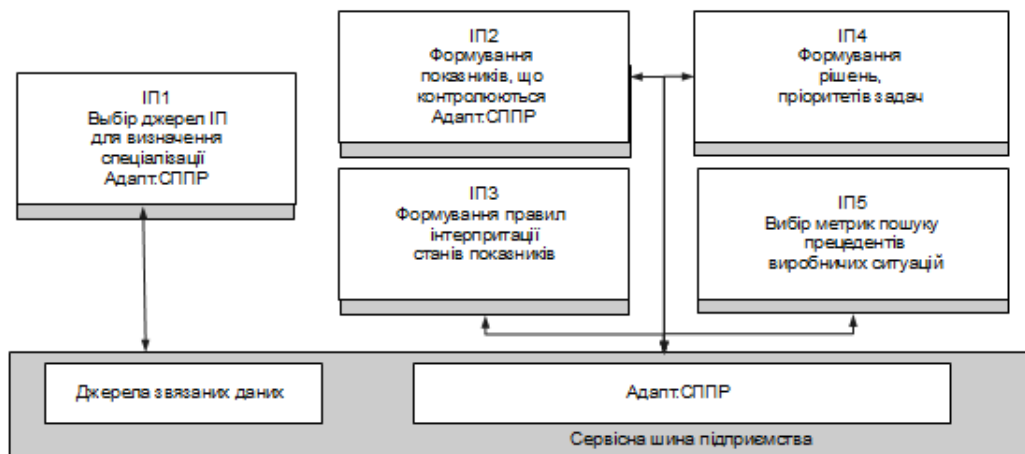 ІП1
Выбір джерел ІП
для визначення
спеціалізації
Адапт.СППР
ІП2
Формування
показників, що
контролюються
Адапт.СППР
ІП4
Формування
рішень,
пріоритетів задач
ІП3
Формування правил
інтерпритації
станів показників
ІП5
Вибір метрик пошуку
прецедентів
виробничих ситуацій
Джерела звязаних даних
Адапт.СППР
Сервісна шина підприємства